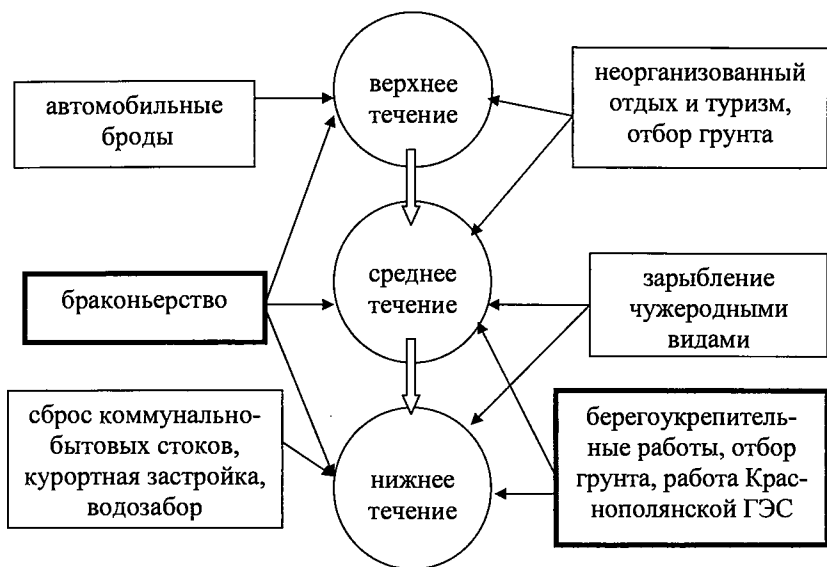 верхнее
течение
автомобильные
броды
неорганизованный
отдых и туризм,
отбор грунта
среднее
течение
браконьерство
зарыбление
чужеродными
видами
сброс коммунально-
бытовых стоков,
курортная застройка,
водозабор
нижнее
течение
берегоукрепитель-
ные работы, отбор
грунта, работа Крас-
нополянской ГЭС